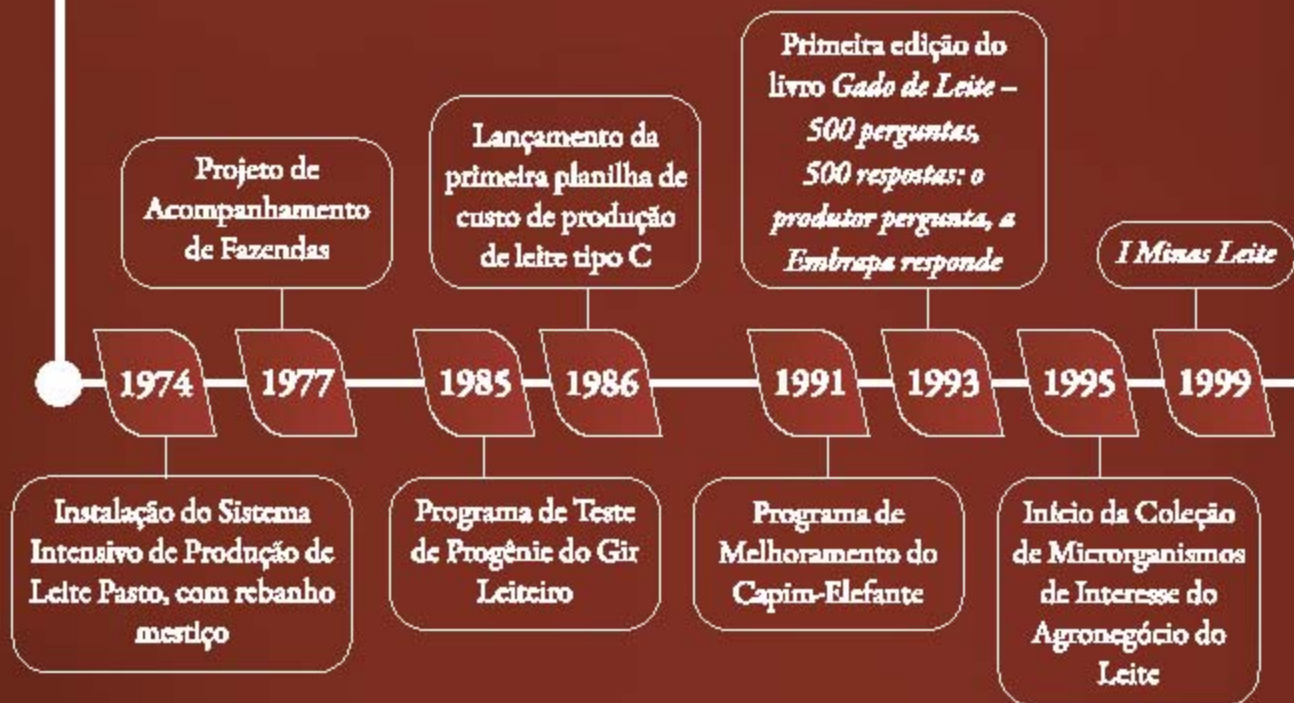 Projeto de
Acompanhamento
de Fazendas
Lançamento da
primeira planilha de
custo de produção
de leite tipo C
Primeira edição do
livro Gado de Leite –
500 perguntas,
500 respostas: o
produtor pergunta, a
Embrapa responde
I Minas Leite
1974
1977
1985
1986
1991
1993
1995
1999
Instalação do Sistema
Intensivo de Produção de
Leite Pasto, com rebanho
mestiço
Programa de Teste
de Progênie do Gir
Leiteiro
Programa de
Melhoramento do
Capim-Elefante
Início da Coleção
de Microrganismos
de Interesse do
Agronegócio do
Leite